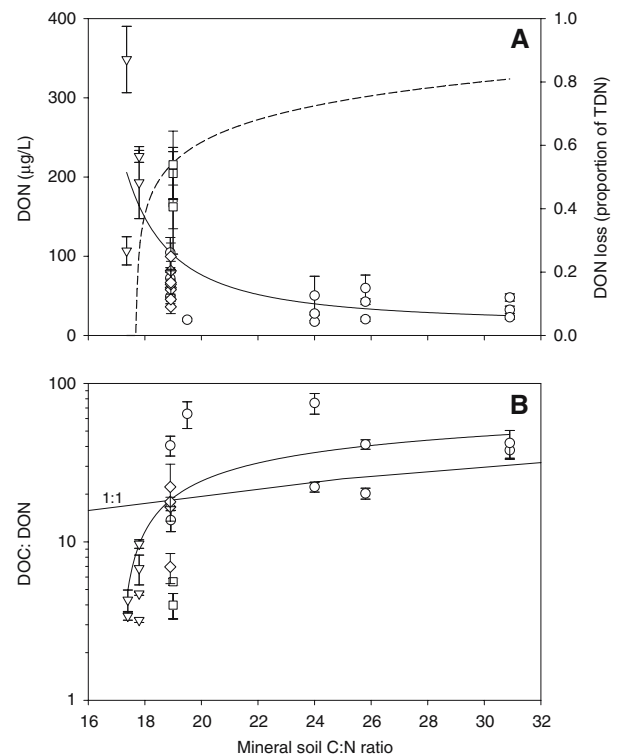 A
400
300
200
100
0
DON (µg/L)
1.0
0.8
0.6
0.4
0.2
0.0
DON loss (proportion of TDN)
B
100
10
1
DOC: DON
1:1
16 18 20 22 24 26 28 30 32
Mineral soil C:N ratio